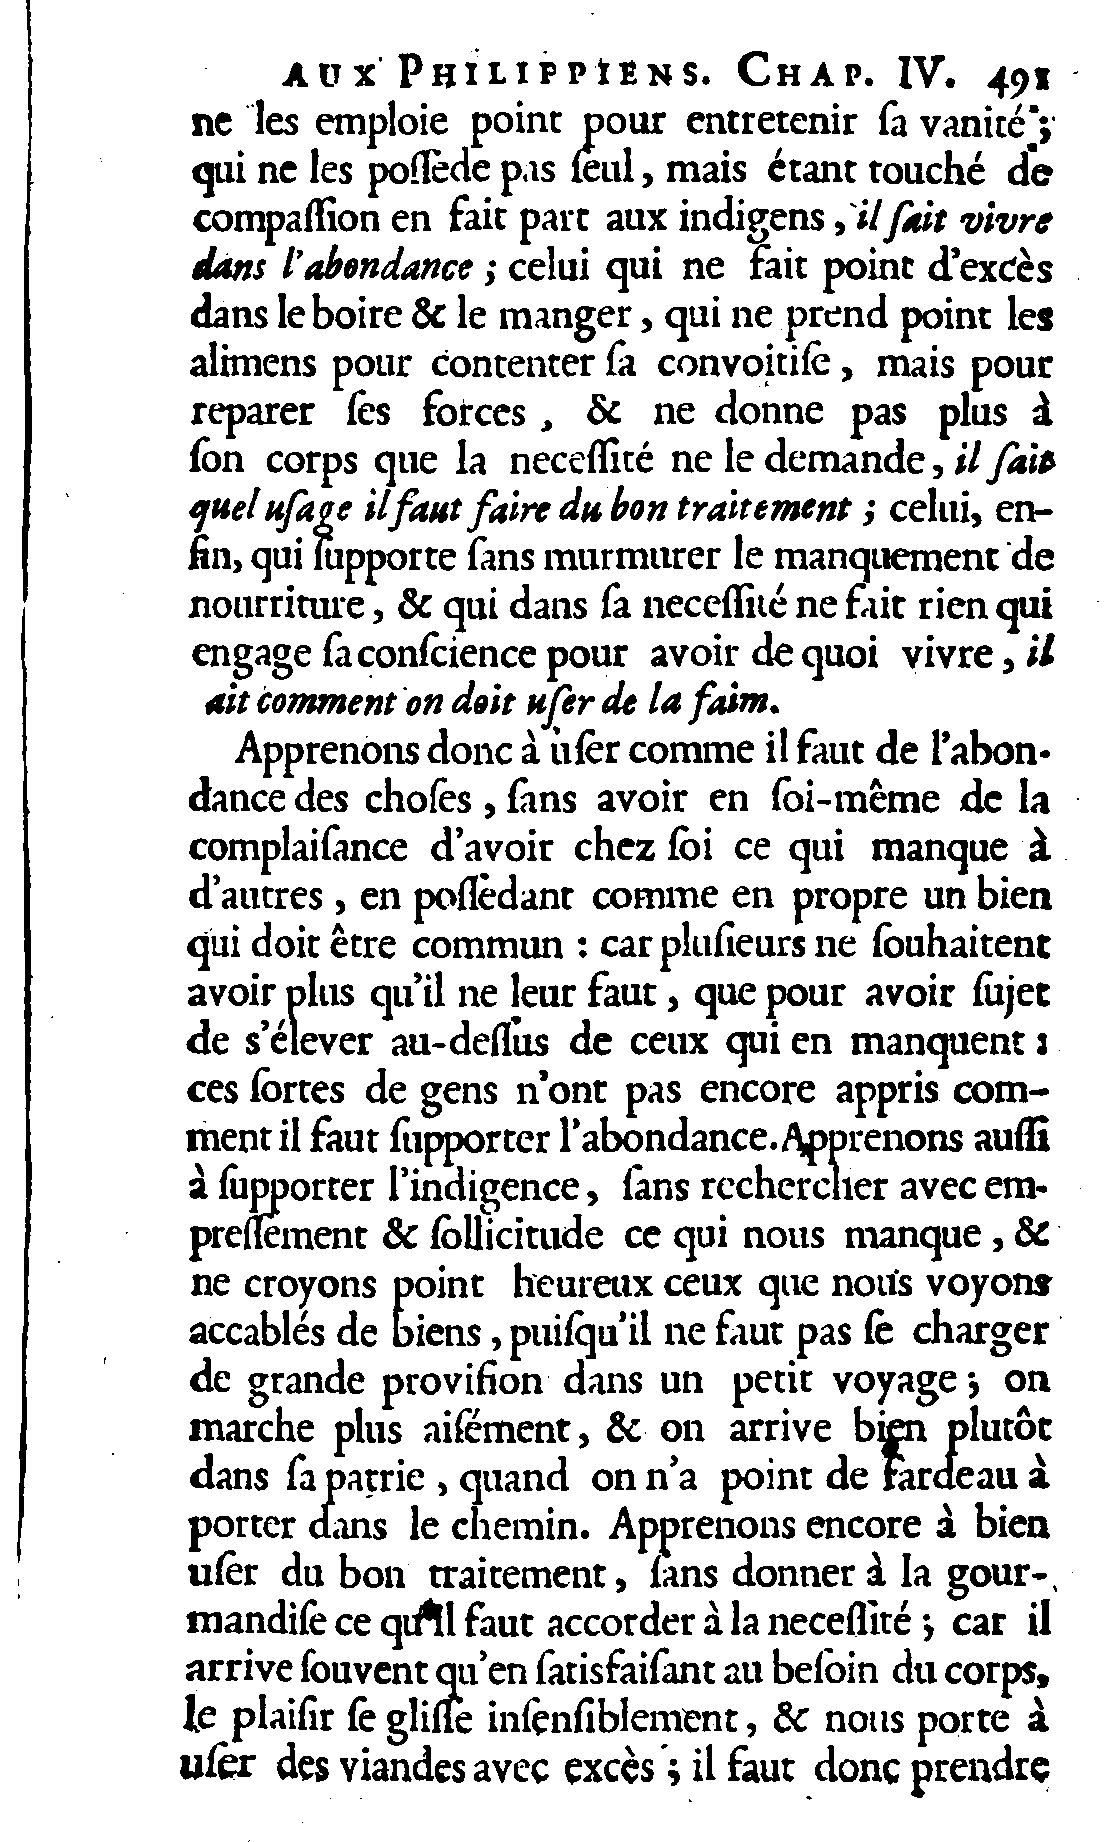 AUX PHILIPPIENS. CHAP. IV. 491
ne les emploie point pour entretenir ſa vanité ;
qui ne les poſſede pas ſeul, mais étant touché de
compaſſion en fait part aux indigens, il ſait vivre
dans l'abondance ; celui qui ne fait point d'excès
dans le boire & le manger, qui ne prend point les
alimens pour contenter ſa convoitiſe, mais pour
reparer ſes forces, & ne donne pas plus à
ſon corps que la neceſſité ne le demande, il ſait
quel uſage il faut faire du bon traitement ; celui, en-
fin, qui ſupporte ſans murmurer le manquement de
nourriture, & qui dans ſa neceſſité ne fait rien qui
engage ſa conſcience pour avoir de quoi vivre, il
ait comment on doit uſer de la faim.
Apprenons donc à uſer comme il faut de l'abon-
dance des choſes, ſans avoir en ſoi-même de la
complaiſance d'avoir chez ſoi ce qui manque à
d'autres, en poſſèdant comme en propre un bien
qui doit être commun : car pluſieurs ne ſouhaitent
avoir plus qu'il ne leur faut, que pour avoir ſujet
de s'élever au-deſſus de ceux qui en manquent :
ces ſortes de gens n'ont pas encore appris com-
ment il faut ſupporter l'abondance. Apprenons auſſi
à ſupporter l'indigence, ſans rechercher avec em-
preſſement & ſollicitude ce qui nous manque, &
ne croyons point heureux ceux que nous voyons
accablés de biens, puiſqu'il ne faut pas ſe charger
de grande proviſion dans un petit voyage ; on
marche plus aiſément, & on arrive bien plutôt
dans ſa patrie, quand on n'a point de fardeau à
porter dans le chemin. Apprenons encore à bien
uſer du bon traitement, ſans donner à la gour-
mandiſe ce qu'il faut accorder à la neceſſité ; car il
arrive ſouvent qu'en ſatisfaiſant au beſoin du corps,
le plaiſir ſe gliſſe inſenſiblement, & nous porte à
uſer des viandes avec excès ; il faut donc prendre